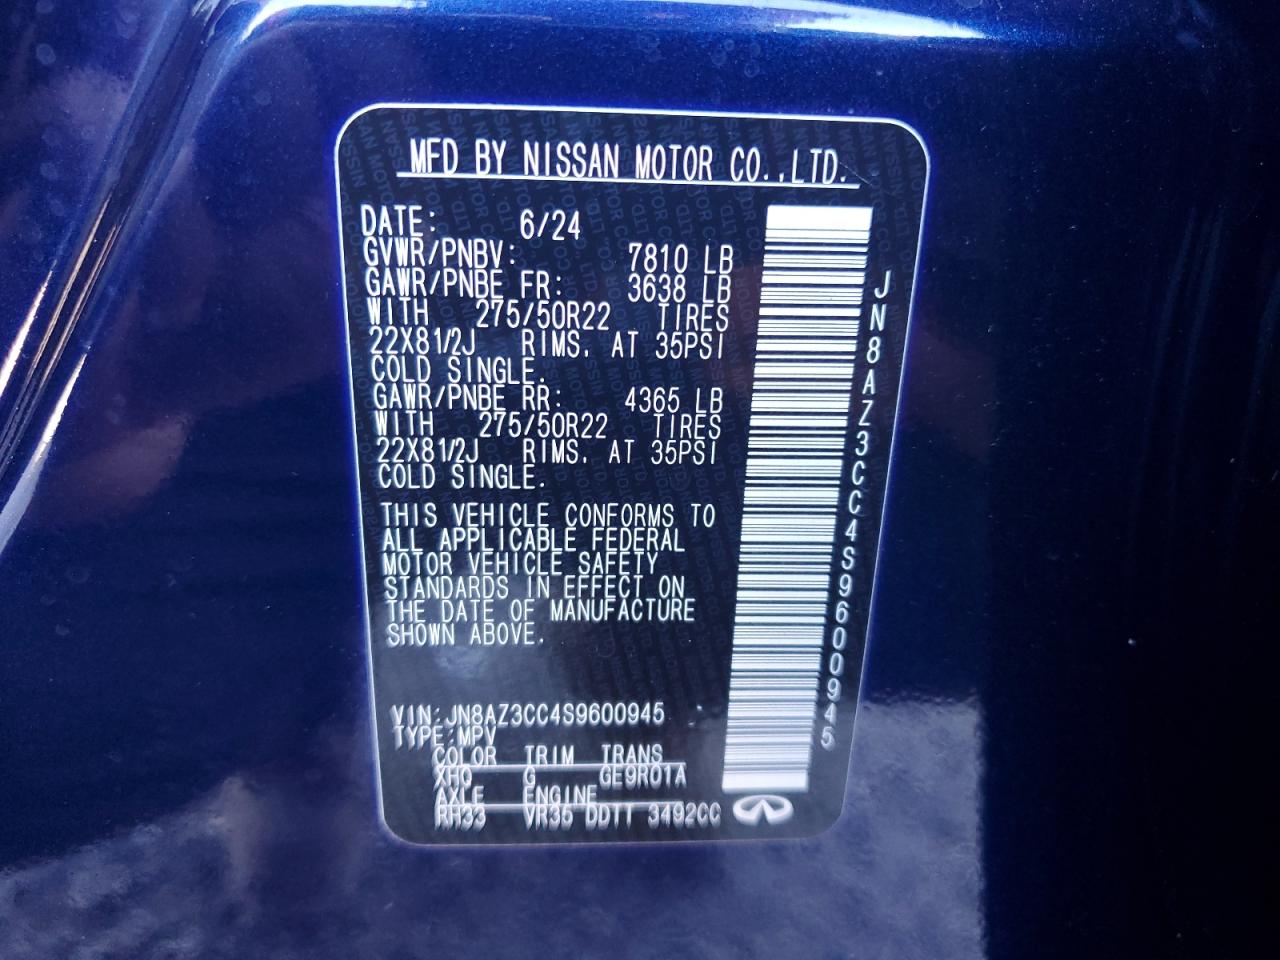 MFD BY NISSAN MOTOR CO.,LTD.
DATE: 6/24
GVWR/PNBV: 7810 LB
GAWR/PNBE FR: 3638 LB
WITH 275/50R22 TIRES
22X81/2J RIMS. AT 35PSI
COLD SINGLE.
GAWR/PNBE RR: 4365 LB
WITH 275/50R22 TIRES
22X81/2J RIMS. AT 35PSI
COLD SINGLE.
THIS VEHICLE CONFORMS TO
ALL APPLICABLE FEDERAL
MOTOR VEHICLE SAFETY
STANDARDS IN EFFECT ON
THE DATE OF MANUFACTURE
SHOWN ABOVE.
VIN:JN8AZ3CC4S9600945
TYPE:MPV
COLOR TRIM TRANS
G GE9R01A
AXLE ENGINE
RH33 VR35 DDTT 3492CC
JN8AZ3CC4S9600945